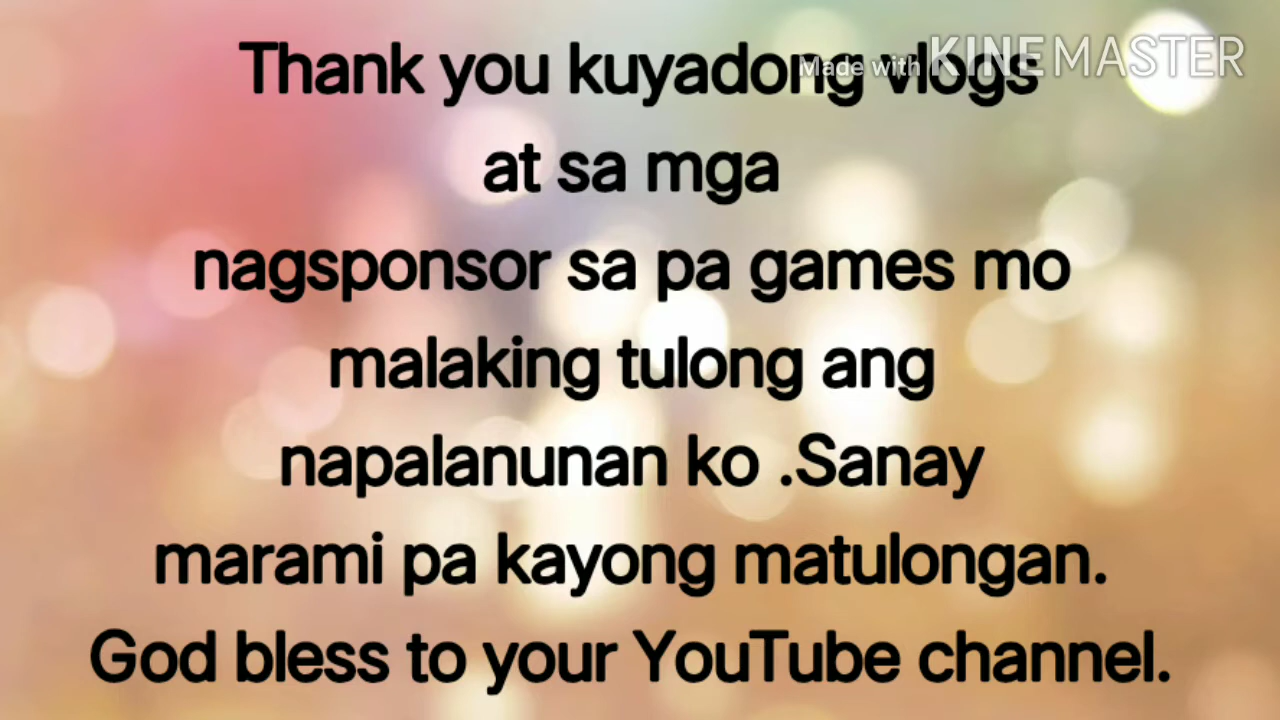 Thank you kuyadong vlogs
Made with KINEMASTER
at sa mga
nagsponsor sa pa games mo
malaking tulong ang
napalanunan ko .Sanay
marami pa kayong matulongan.
God bless to your YouTube channel.